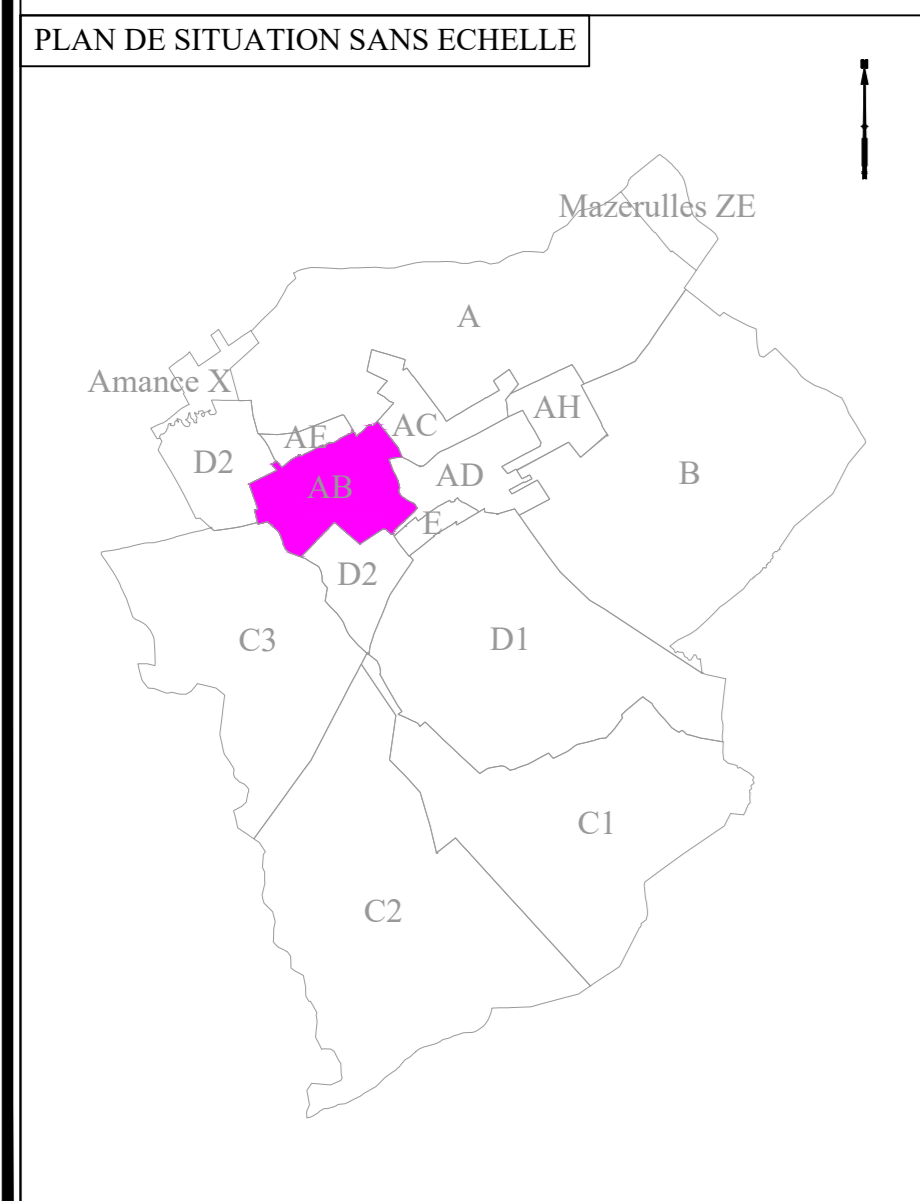 PLAN DE SITUATION SANS ECHELLE
Mazerulles ZE
A
Amance X
AH
AC
AE
D2
AD
B
AB
E
D2
D1
C3
C1
C2